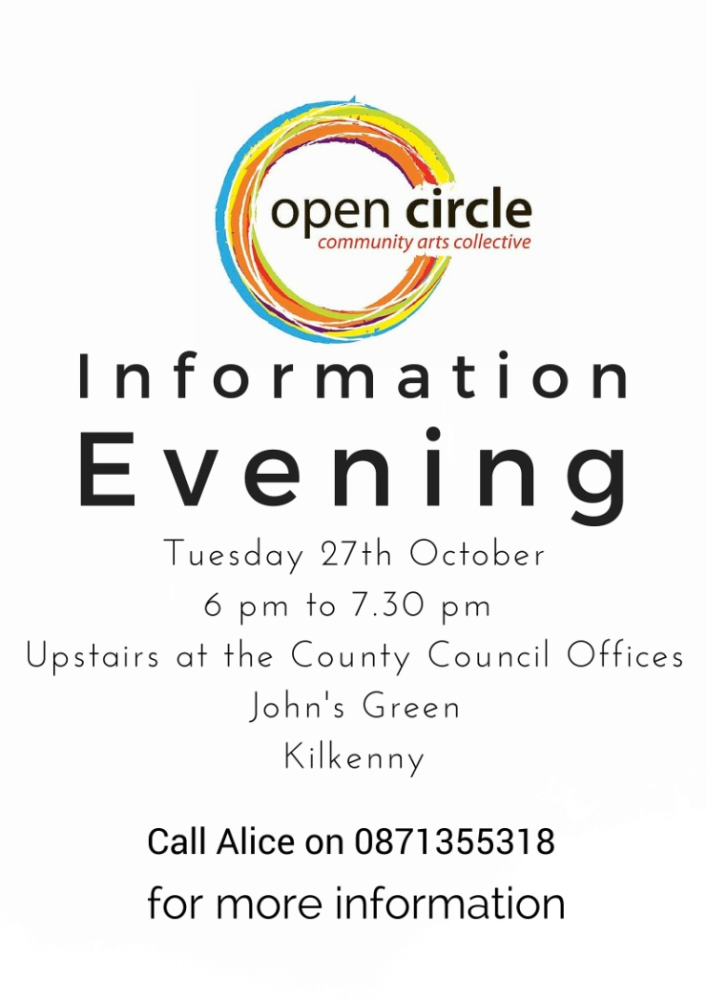 open circle
community arts collective
Information
Evening
Tuesday 27th October
6 pm to 7.30 pm
Upstairs at the County Council Offices
John's Green
Kilkenny
Call Alice on 0871355318
for more information